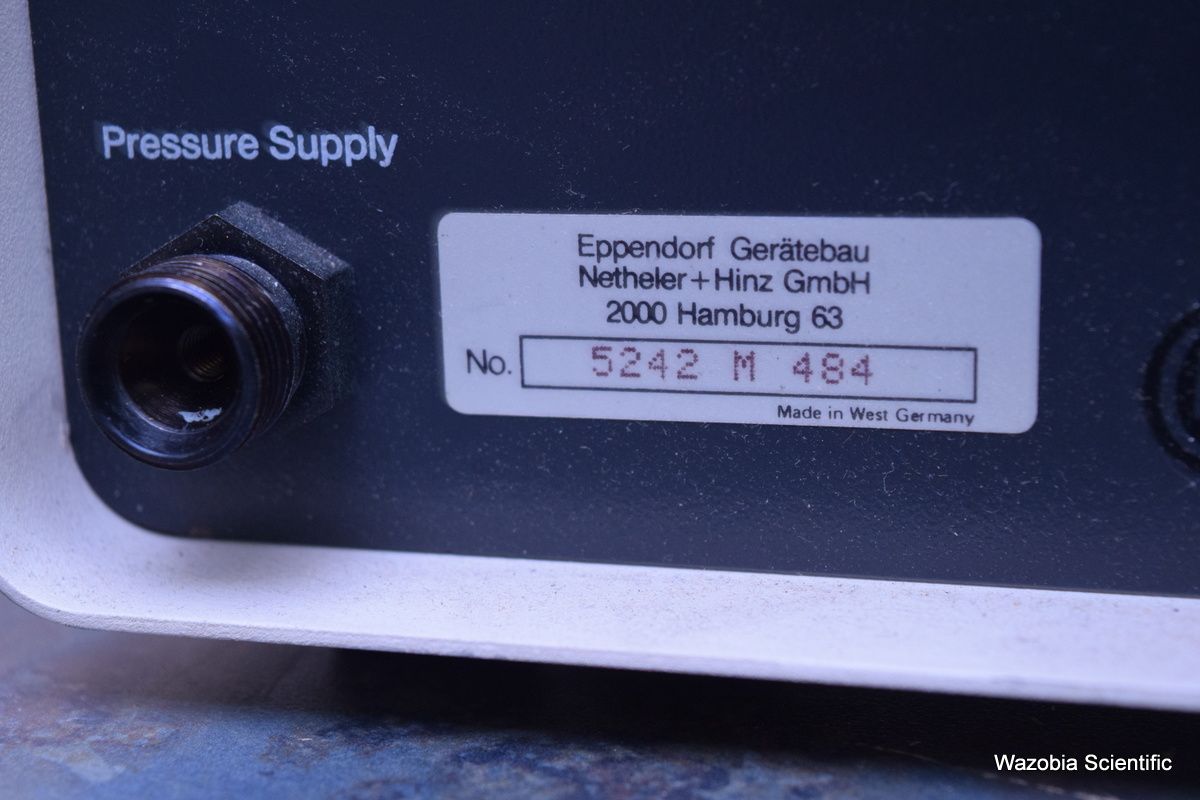 Pressure Supply
Eppendorf Gerätebau
Netheler+Hinz GmbH
2000 Hamburg 63
No. 5242 M 484
Made in West Germany
Wazobia Scientific